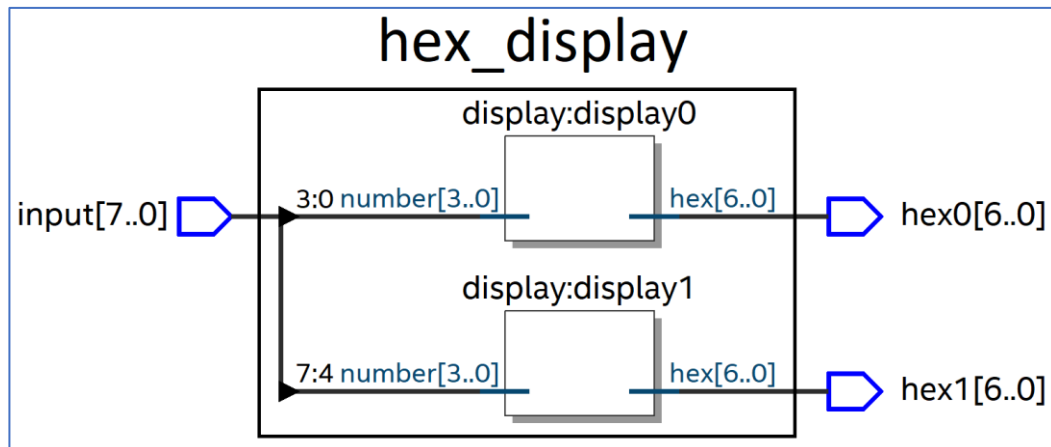 hex_display
display:display0
input[7..0] 3:0 number[3..0] hex[6..0] hex0[6..0]
display:display1
7:4 number[3..0] hex[6..0] hex1[6..0]